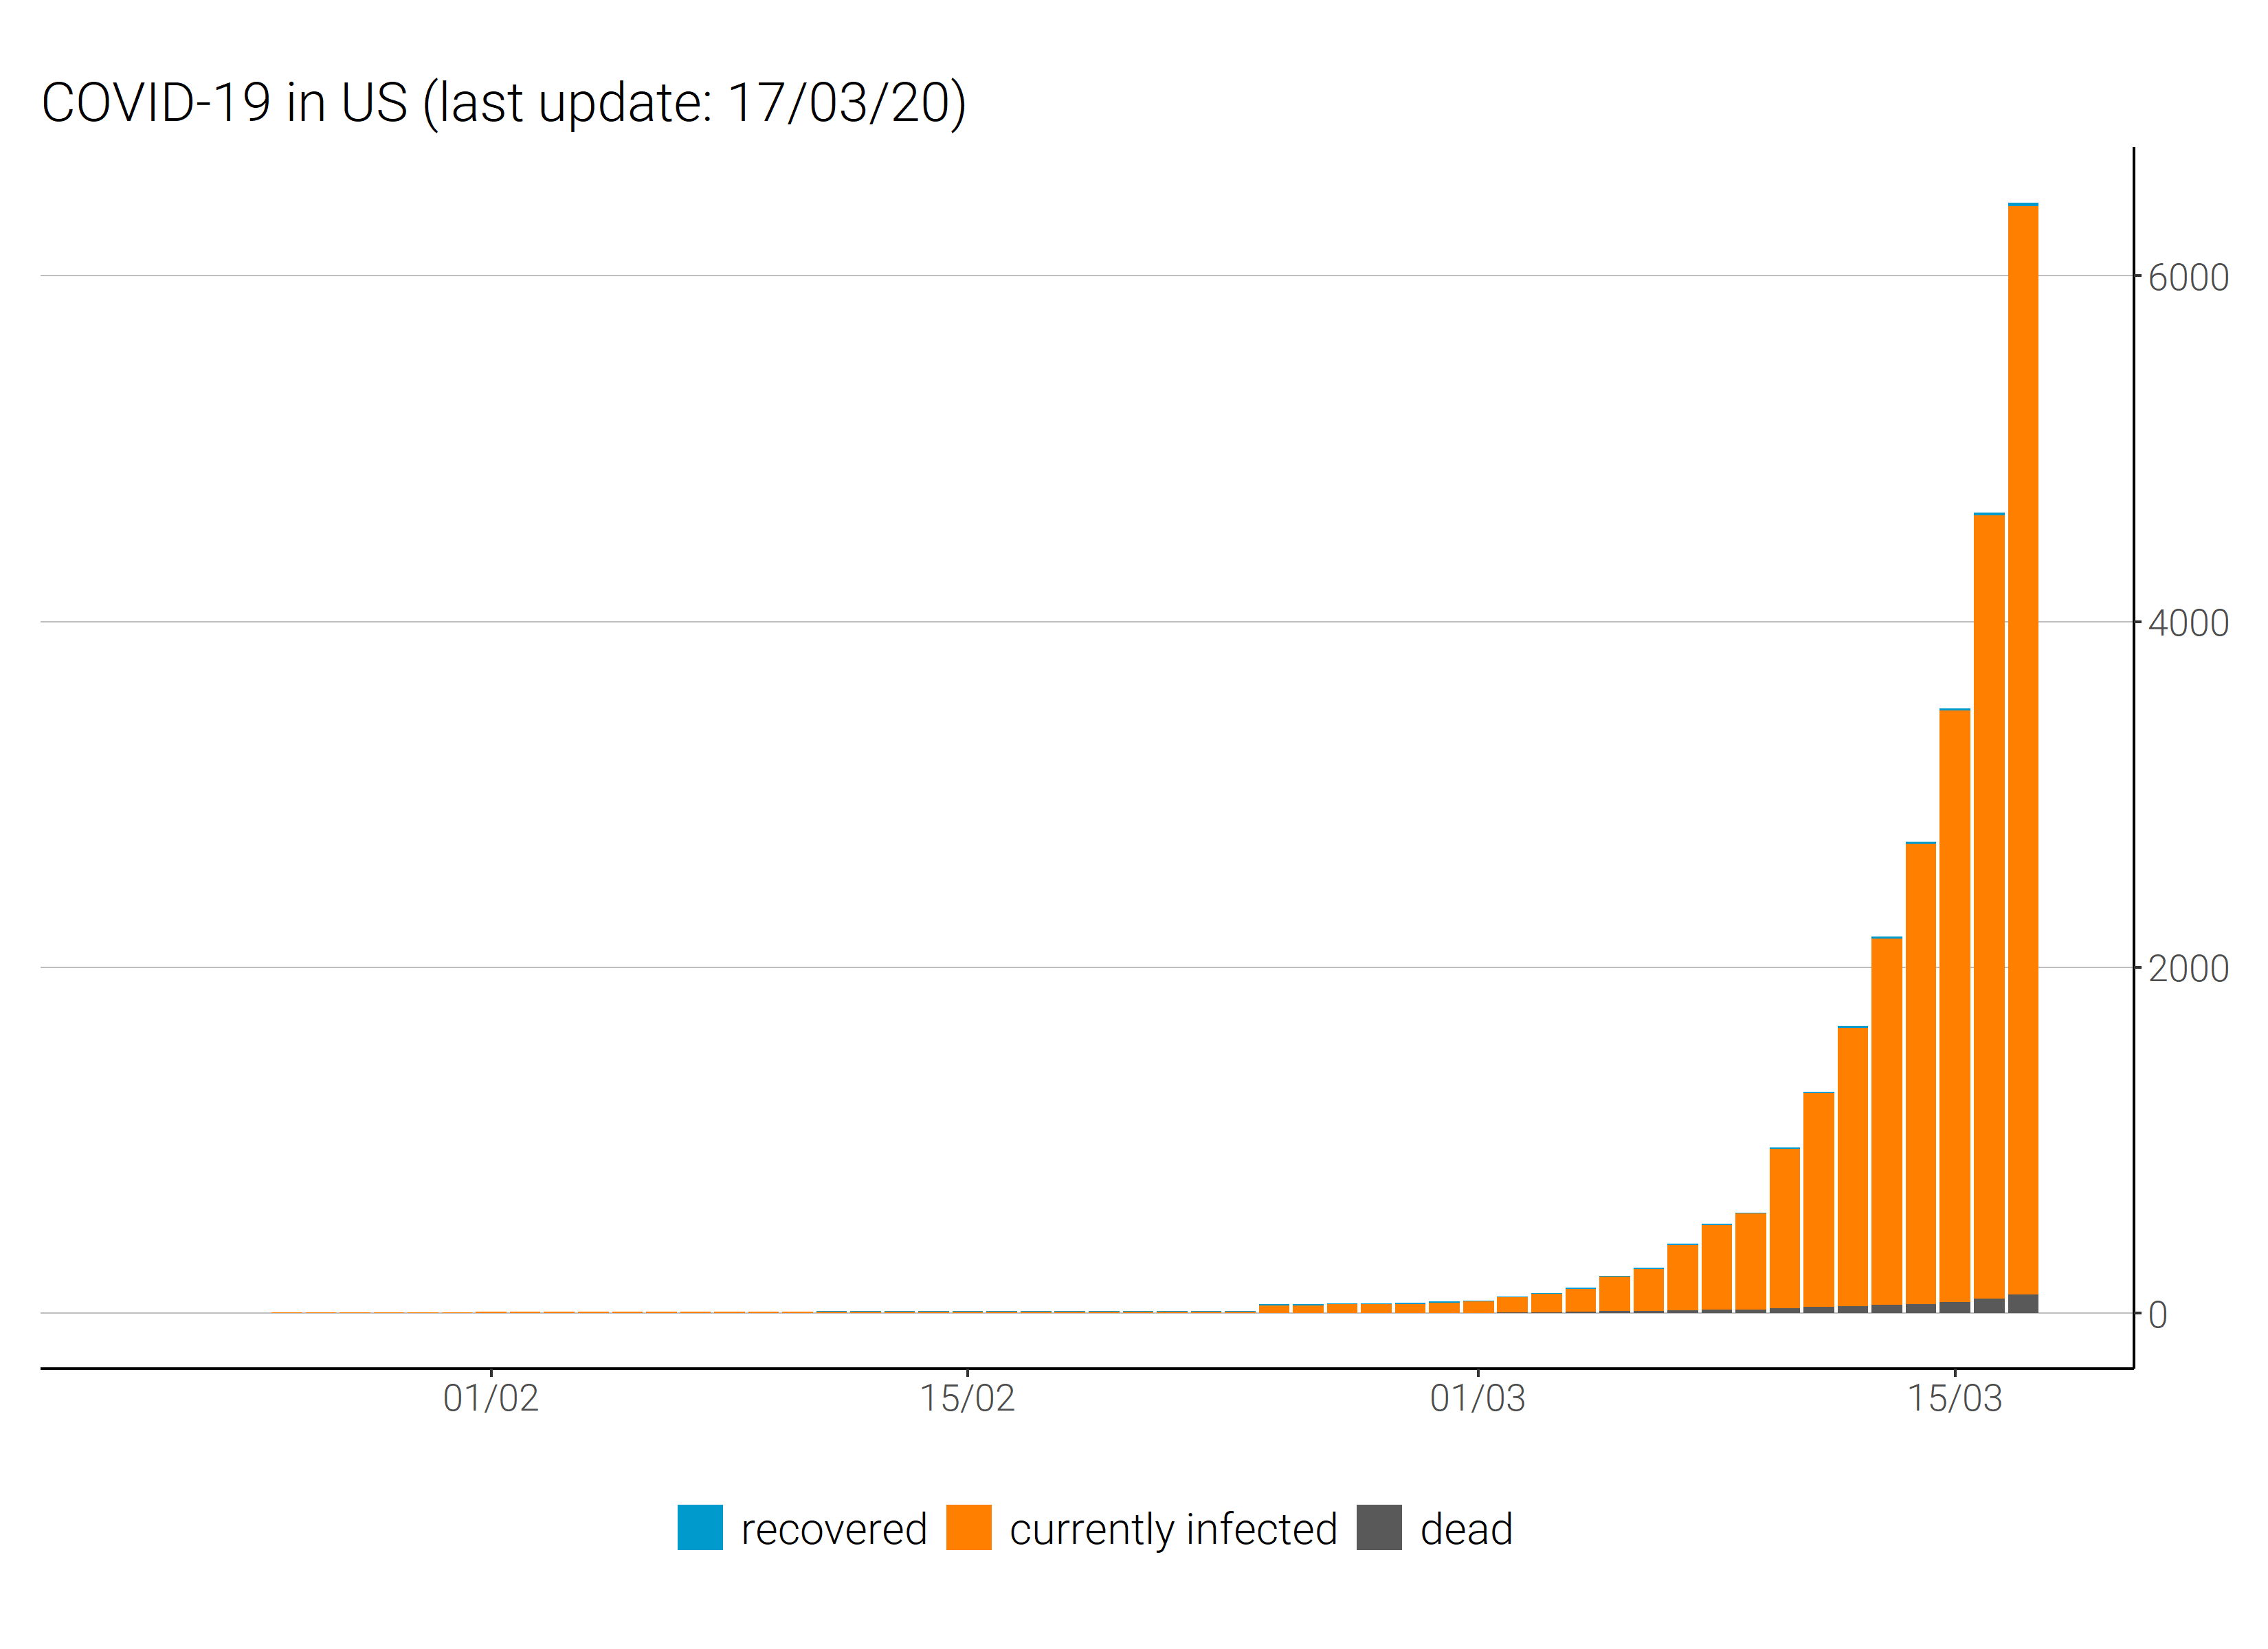 COVID-19 in US (last update: 17/03/20)
6000
4000
2000
0
01/02 15/02 01/03 15/03
recovered currently infected dead